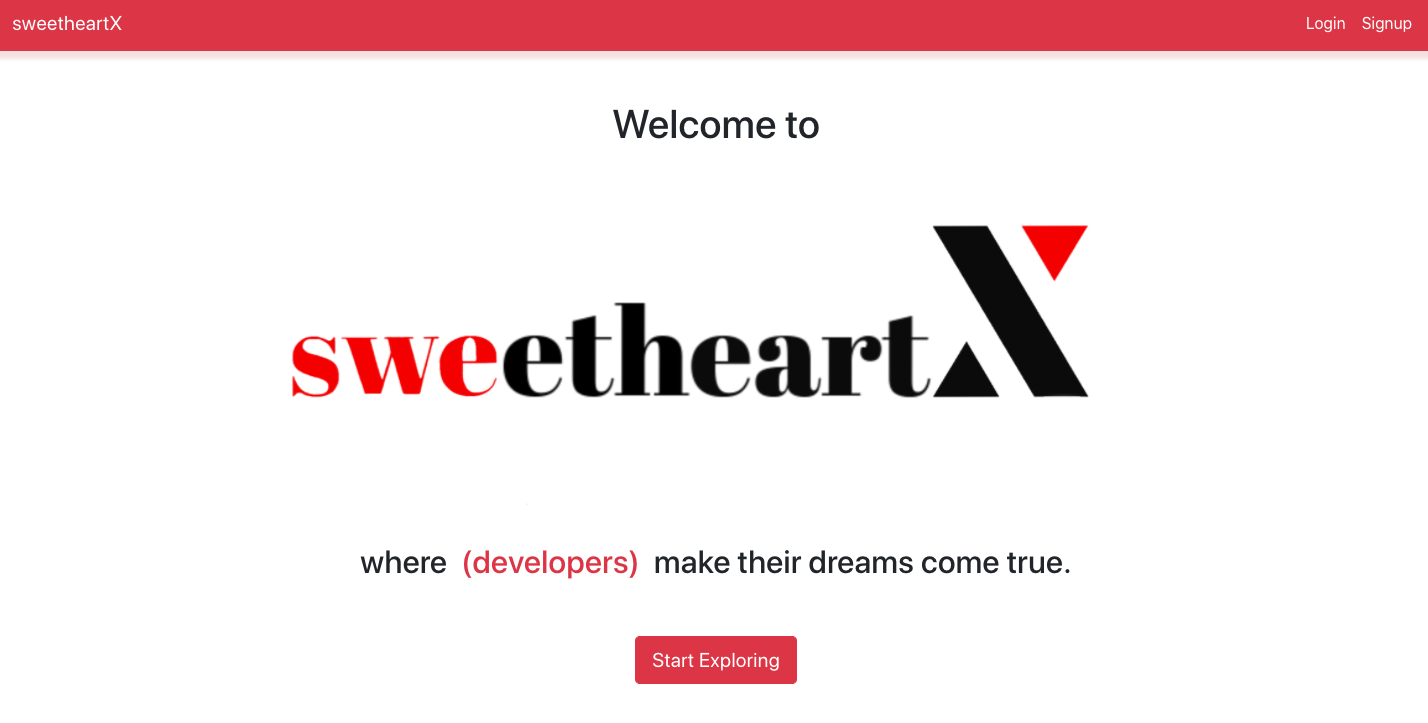 sweetheartX Login Signup
Welcome to
sweetheartX
where (developers) make their dreams come true.
Start Exploring